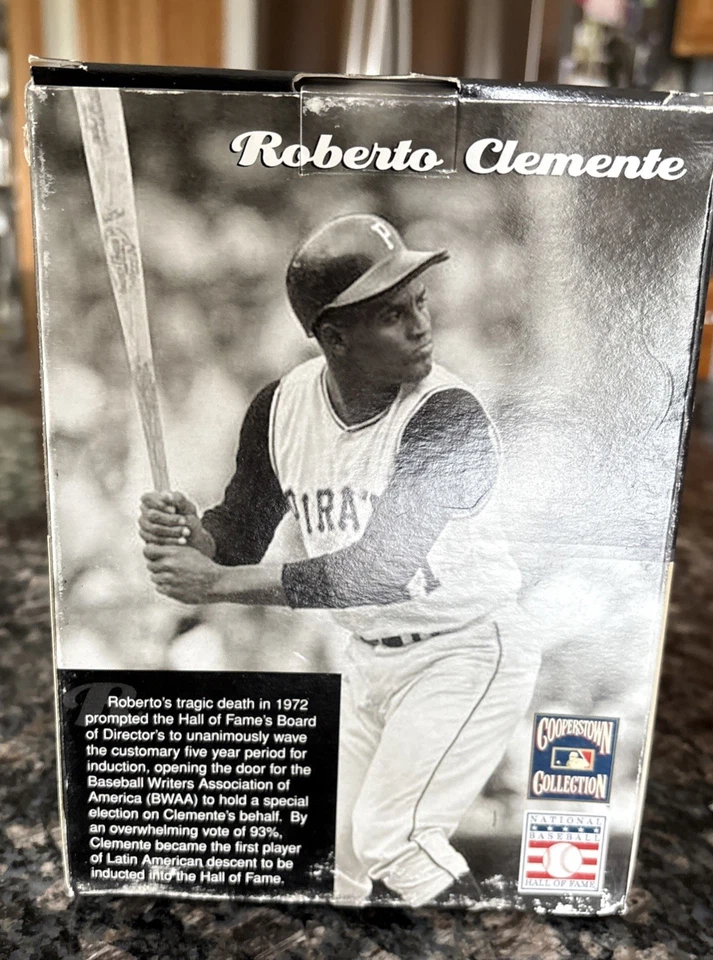 Roberto Clemente
P
PIRAT
Roberto's tragic death in 1972
prompted the Hall of Fame's Board
of Director's to unanimously wave
the customary five year period for
induction, opening the door for the
Baseball Writers Association of
America (BWAA) to hold a special
election on Clemente's behalf. By
an overwhelming vote of 93%,
Clemente became the first player
of Latin American descent to be
inducted into the Hall of Fame.
COOPERSTOWN
COLLECTION
NATIONAL
BASEBALL
HALL OF FAME